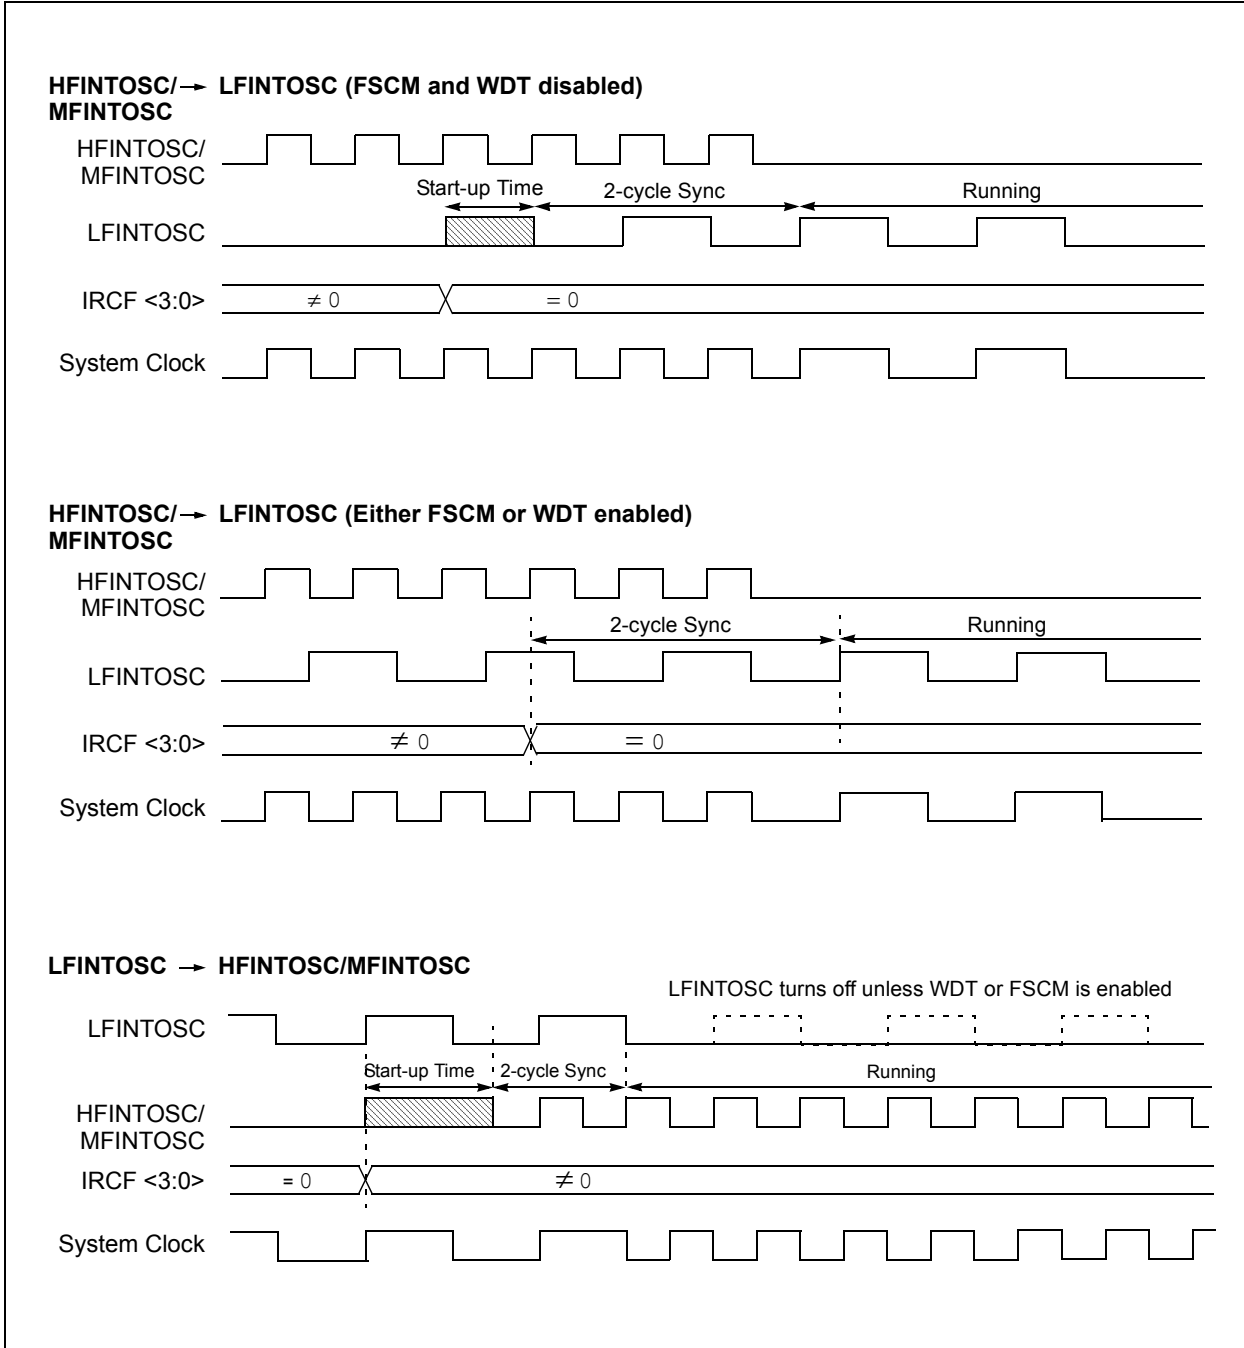 HFINTOSC/→ LFINTOSC (FSCM and WDT disabled)
MFINTOSC
HFINTOSC/
MFINTOSC
Start-up Time
2-cycle Sync
Running
LFINTOSC
IRCF <3:0>
≠ 0
= 0
System Clock
HFINTOSC/→ LFINTOSC (Either FSCM or WDT enabled)
MFINTOSC
HFINTOSC/
MFINTOSC
2-cycle Sync
Running
LFINTOSC
IRCF <3:0>
≠ 0
= 0
System Clock
LFINTOSC → HFINTOSC/MFINTOSC
LFINTOSC turns off unless WDT or FSCM is enabled
LFINTOSC
Start-up Time
2-cycle Sync
Running
HFINTOSC/
MFINTOSC
IRCF <3:0>
= 0
≠ 0
System Clock